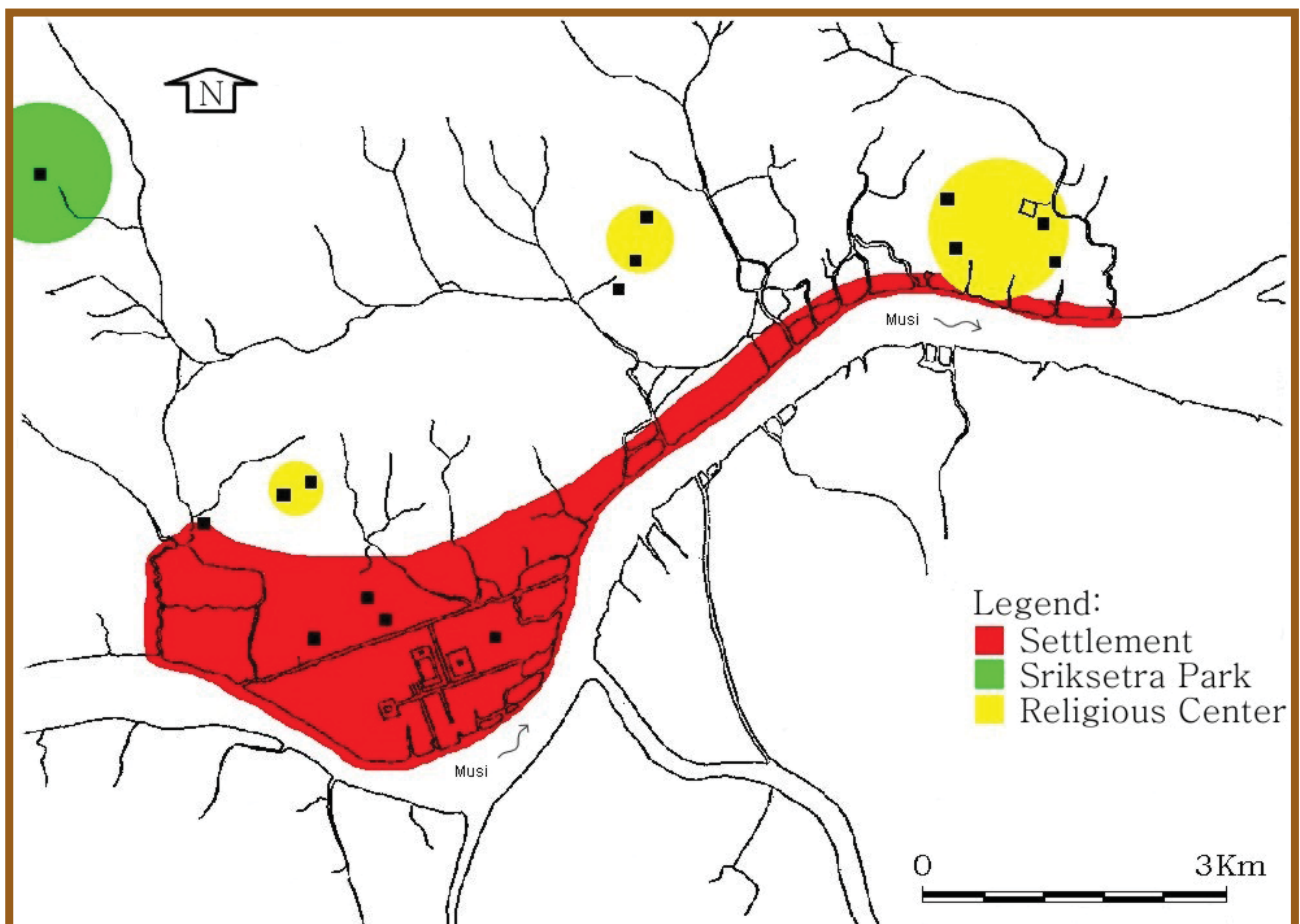 N
Musi
Musi
Legend:
Settlement
Sriksetra Park
Religious Center
0 3Km